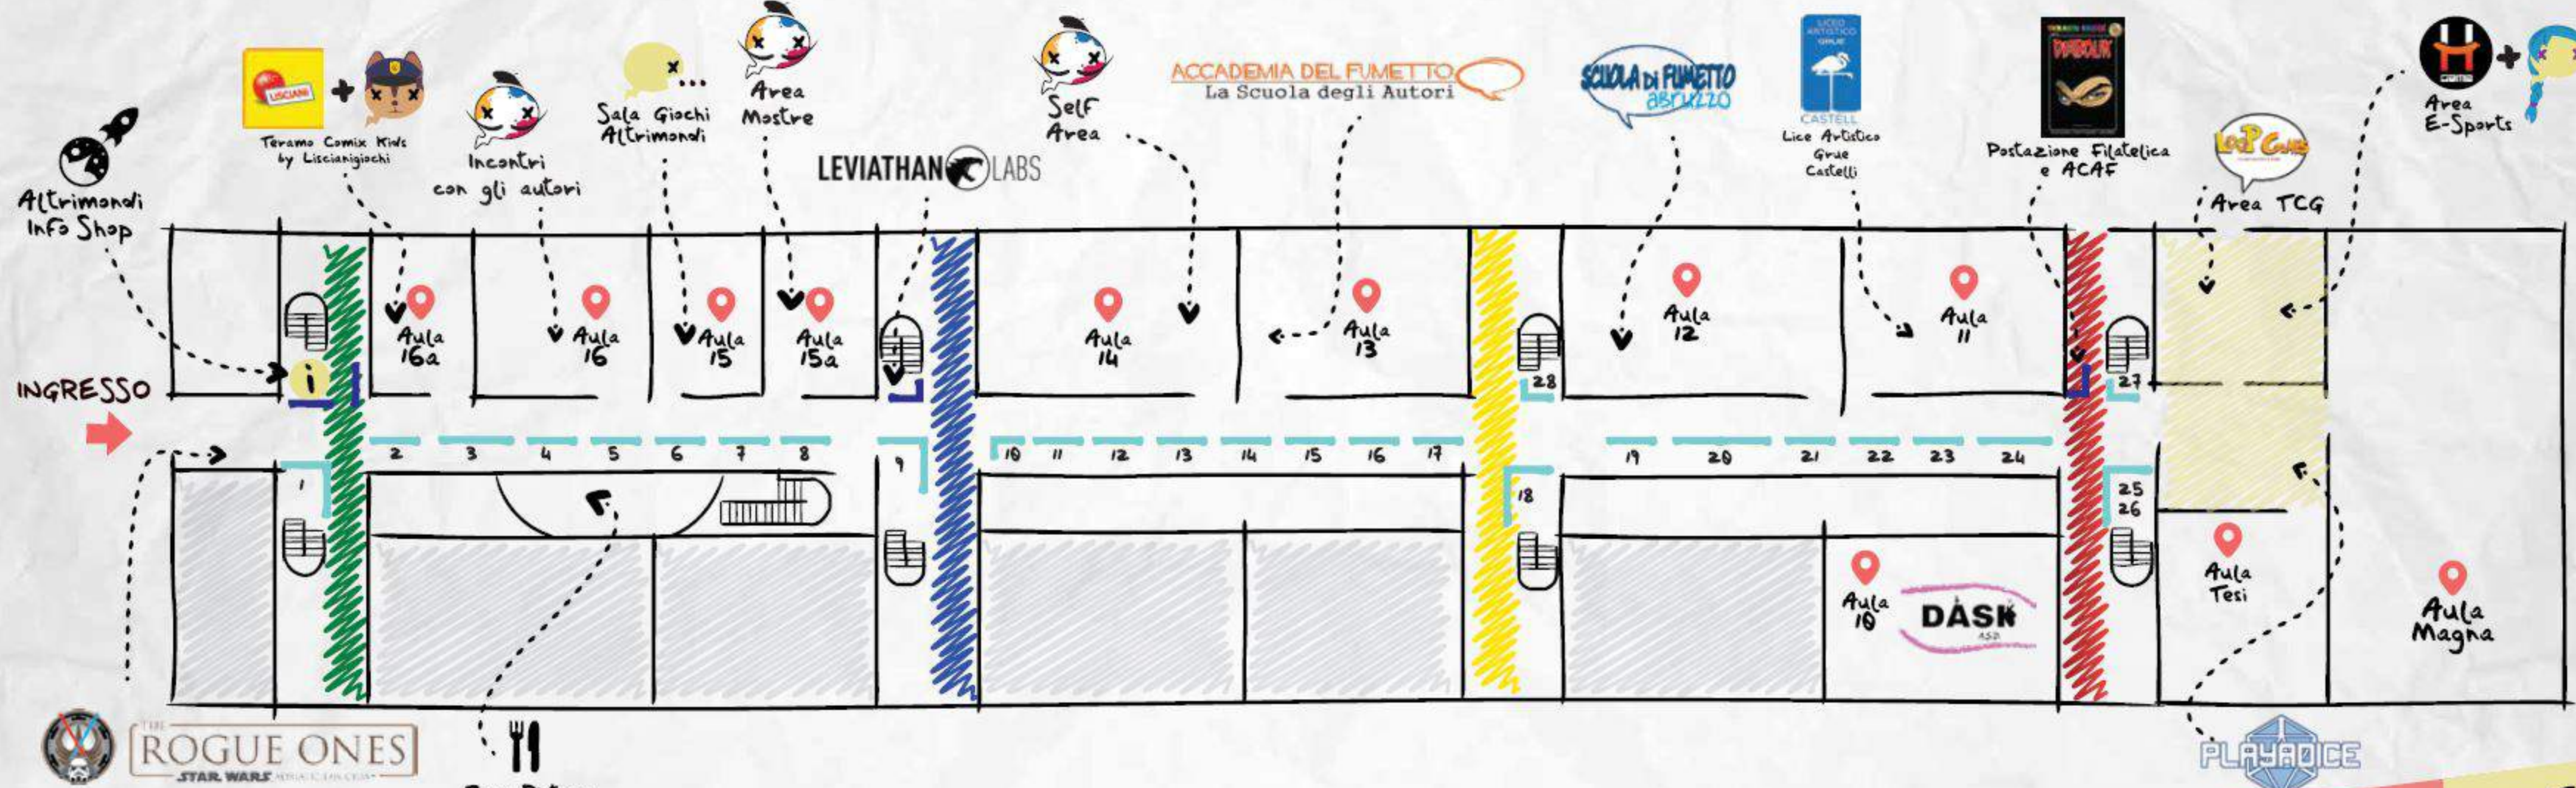 LISCIANI
Teramo Comix Kids
by Liscianigiochi
Altrimondi
Info Shop
Incontri
con gli autori
Sala Giochi
Altrimondi
Area
Mostre
LEVIATHAN LABS
Self
Area
ACCADEMIA DEL FUMETTO
La Scuola degli Autori
SCUOLA Di FUMETTO
abruzzo
LICEO
ARTISTICO
GRUE
CASTELLI
Lice Artistico
Grue
Castelli
DIABOLIK
Postazione Filatelica
e ACAF
LooP Games
Area TCG
Area
E-Sports
INGRESSO
i
Aula
16a
Aula
16
Aula
15
Aula
15a
Aula
14
Aula
13
Aula
12
Aula
11
28
27
1
2 3 4 5 6 7 8
9
10 11 12 13 14 15 16 17
18
19 20 21 22 23 24
25
26
Aula
10
DASK
A.S.D.
Aula
Tesi
Aula
Magna
THE
ROGUE ONES
STAR WARS
PLAYADICE